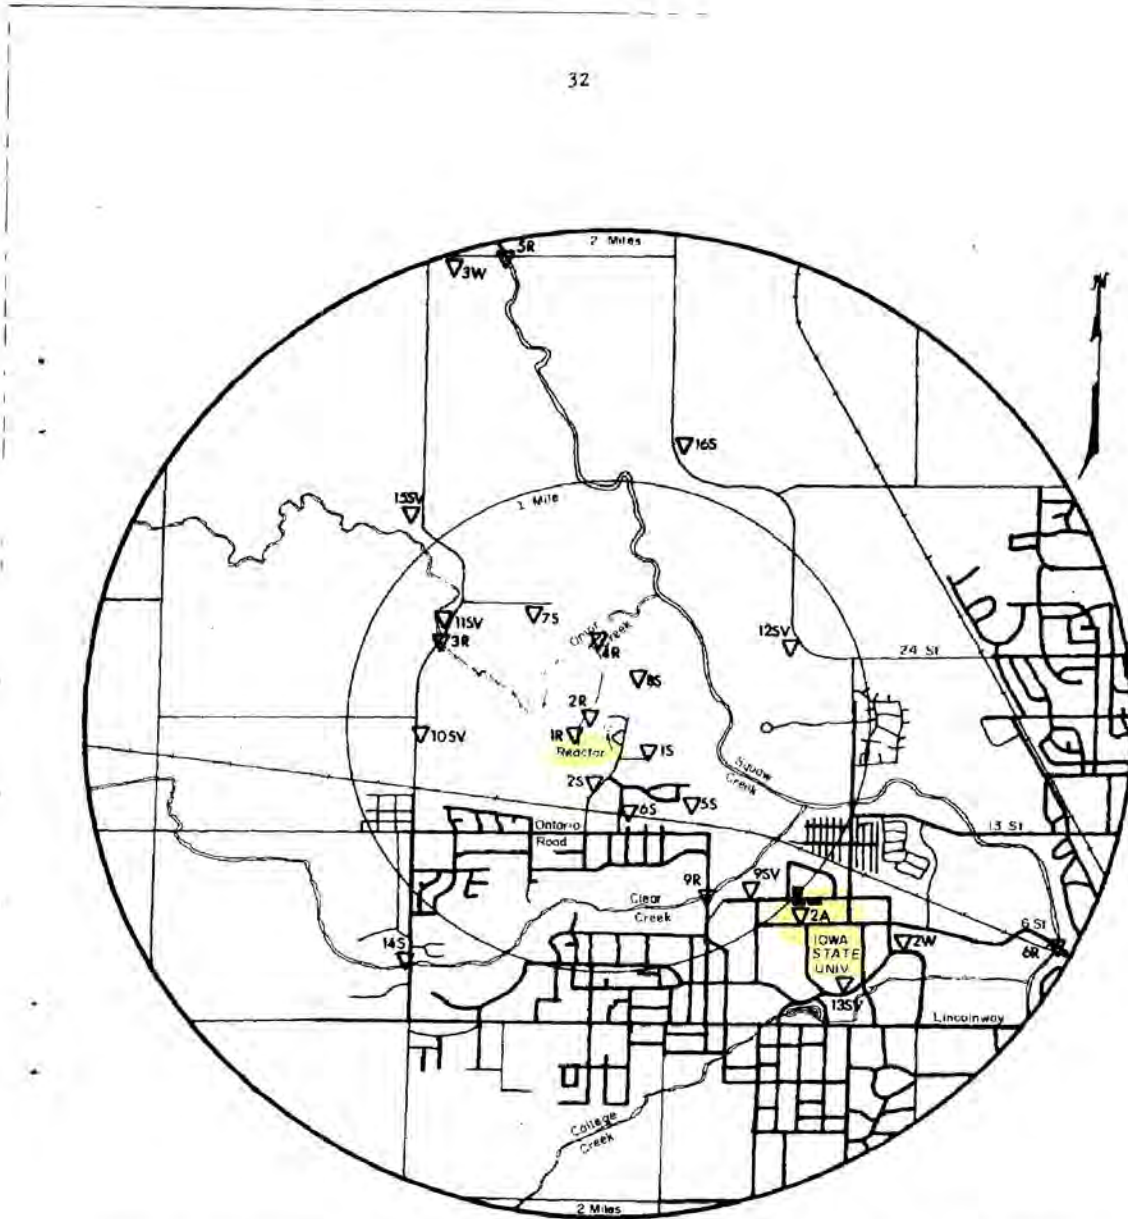 32
5R
2 Miles
3W
N
16S
15SV
1 Mile
11SV
7S
3R
Creek
4R
12SV
24 St
8S
2R
10SV
1R
Reactor
1S
Squaw
Creek
2S
6S
5S
Ontario
Road
13 St
9R
9SV
Clear
Creek
2A
6 St
14S
IOWA
STATE
UNIV.
2W
6R
13SV
Lincolnway
College
Creek
2 Miles